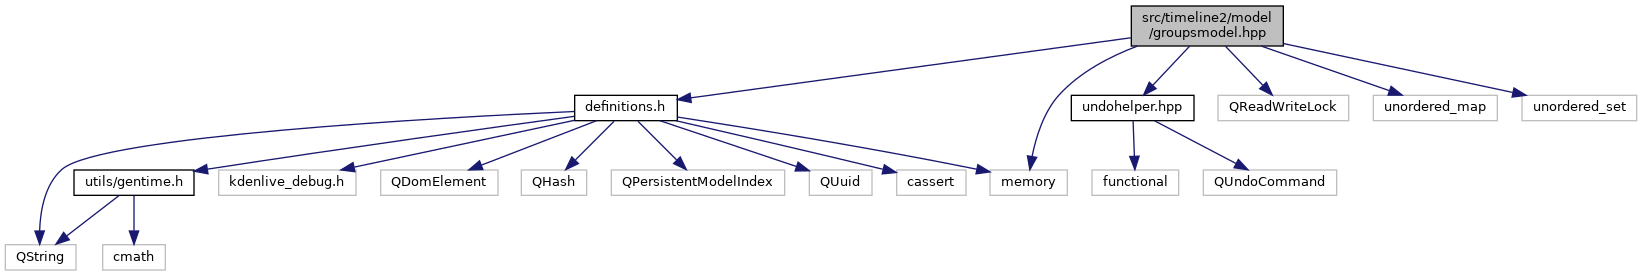 src/timeline2/model
/groupsmodel.hpp
definitions.h
undohelper.hpp
QReadWriteLock
unordered_map
unordered_set
utils/gentime.h
kdenlive_debug.h
QDomElement
QHash
QPersistentModelIndex
QUuid
cassert
memory
functional
QUndoCommand
QString
cmath